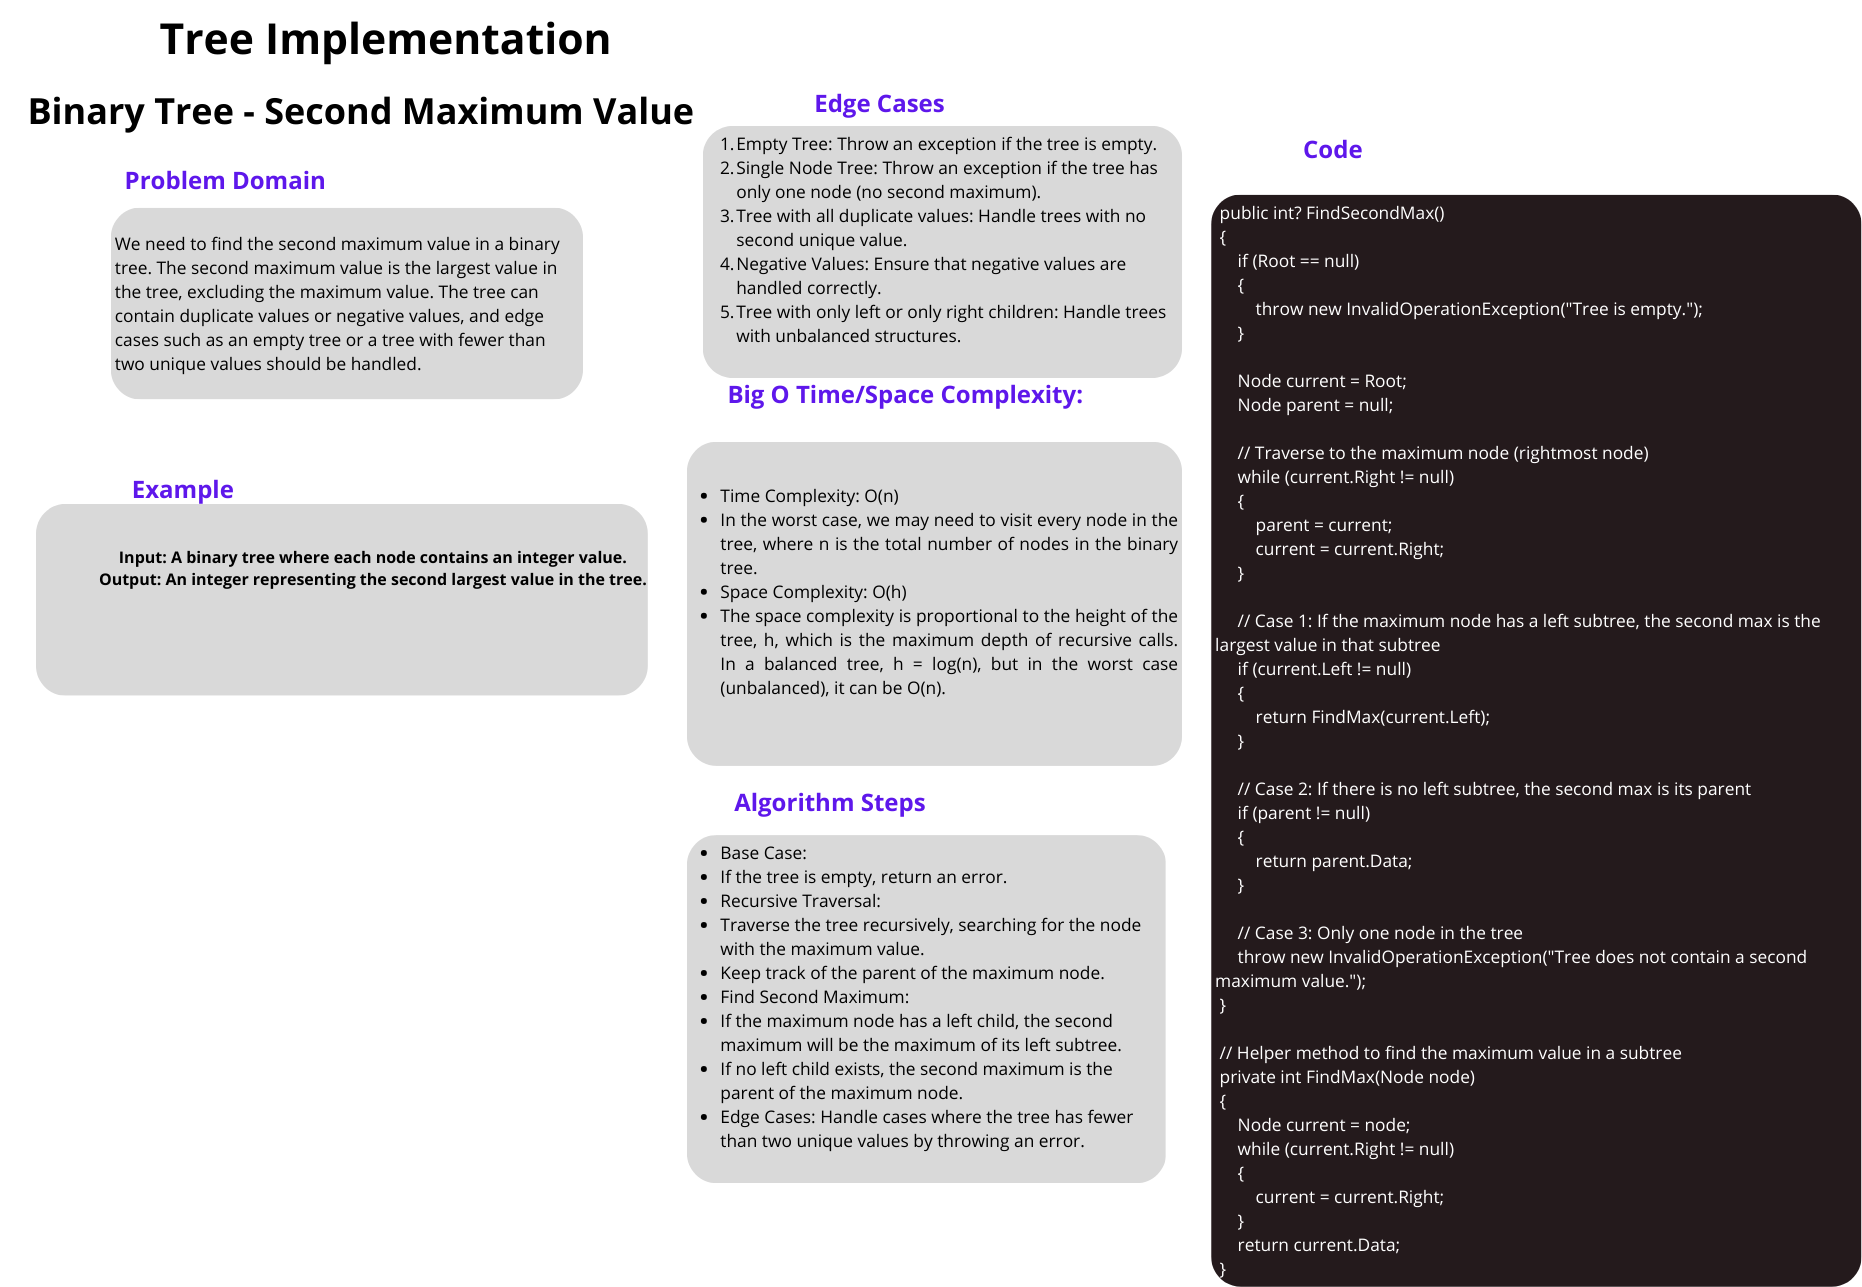 Tree Implementation
Binary Tree - Second Maximum Value
Problem Domain
We need to find the second maximum value in a binary
tree. The second maximum value is the largest value in
the tree, excluding the maximum value. The tree can
contain duplicate values or negative values, and edge
cases such as an empty tree or a tree with fewer than
two unique values should be handled.
Example
Input: A binary tree where each node contains an integer value.
Output: An integer representing the second largest value in the tree.
Edge Cases
1. Empty Tree: Throw an exception if the tree is empty.
2. Single Node Tree: Throw an exception if the tree has
only one node (no second maximum).
3. Tree with all duplicate values: Handle trees with no
second unique value.
4. Negative Values: Ensure that negative values are
handled correctly.
5. Tree with only left or only right children: Handle trees
with unbalanced structures.
Big O Time/Space Complexity:
• Time Complexity: O(n)
• In the worst case, we may need to visit every node in the
tree, where n is the total number of nodes in the binary
tree.
• Space Complexity: O(h)
• The space complexity is proportional to the height of the
tree, h, which is the maximum depth of recursive calls.
In a balanced tree, h = log(n), but in the worst case
(unbalanced), it can be O(n).
Algorithm Steps
• Base Case:
• If the tree is empty, return an error.
• Recursive Traversal:
• Traverse the tree recursively, searching for the node
with the maximum value.
• Keep track of the parent of the maximum node.
• Find Second Maximum:
• If the maximum node has a left child, the second
maximum will be the maximum of its left subtree.
• If no left child exists, the second maximum is the
parent of the maximum node.
• Edge Cases: Handle cases where the tree has fewer
than two unique values by throwing an error.
Code
public int? FindSecondMax()
{
if (Root == null)
{
throw new InvalidOperationException("Tree is empty.");
}
Node current = Root;
Node parent = null;
// Traverse to the maximum node (rightmost node)
while (current.Right != null)
{
parent = current;
current = current.Right;
}
// Case 1: If the maximum node has a left subtree, the second max is the
largest value in that subtree
if (current.Left != null)
{
return FindMax(current.Left);
}
// Case 2: If there is no left subtree, the second max is its parent
if (parent != null)
{
return parent.Data;
}
// Case 3: Only one node in the tree
throw new InvalidOperationException("Tree does not contain a second
maximum value.");
}
// Helper method to find the maximum value in a subtree
private int FindMax(Node node)
{
Node current = node;
while (current.Right != null)
{
current = current.Right;
}
return current.Data;
}